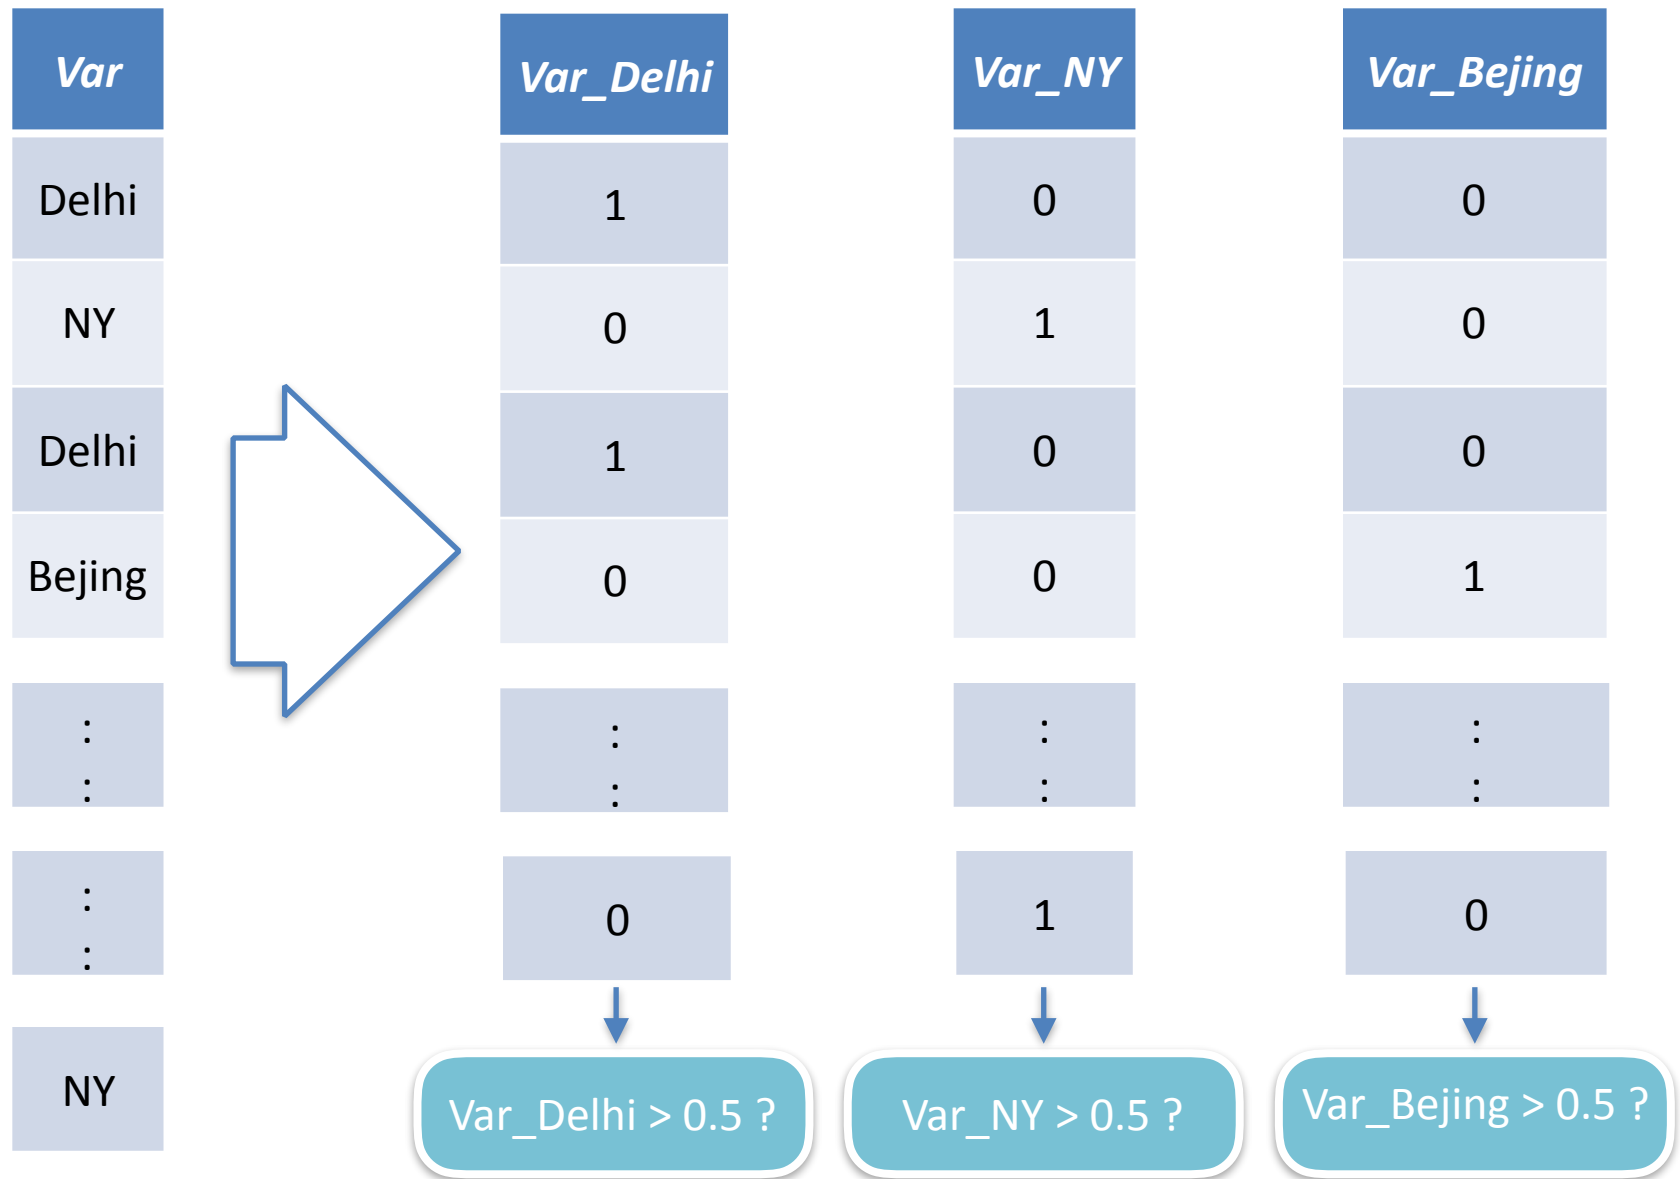 Var Var_Delhi Var_NY Var_Bejing
Delhi 1 0 0
NY 0 1 0
Delhi 1 0 0
Bejing 0 0 1
: : : :
: : : :
: 0 1 0
:
NY
Var_Delhi > 0.5 ? Var_NY > 0.5 ? Var_Bejing > 0.5 ?